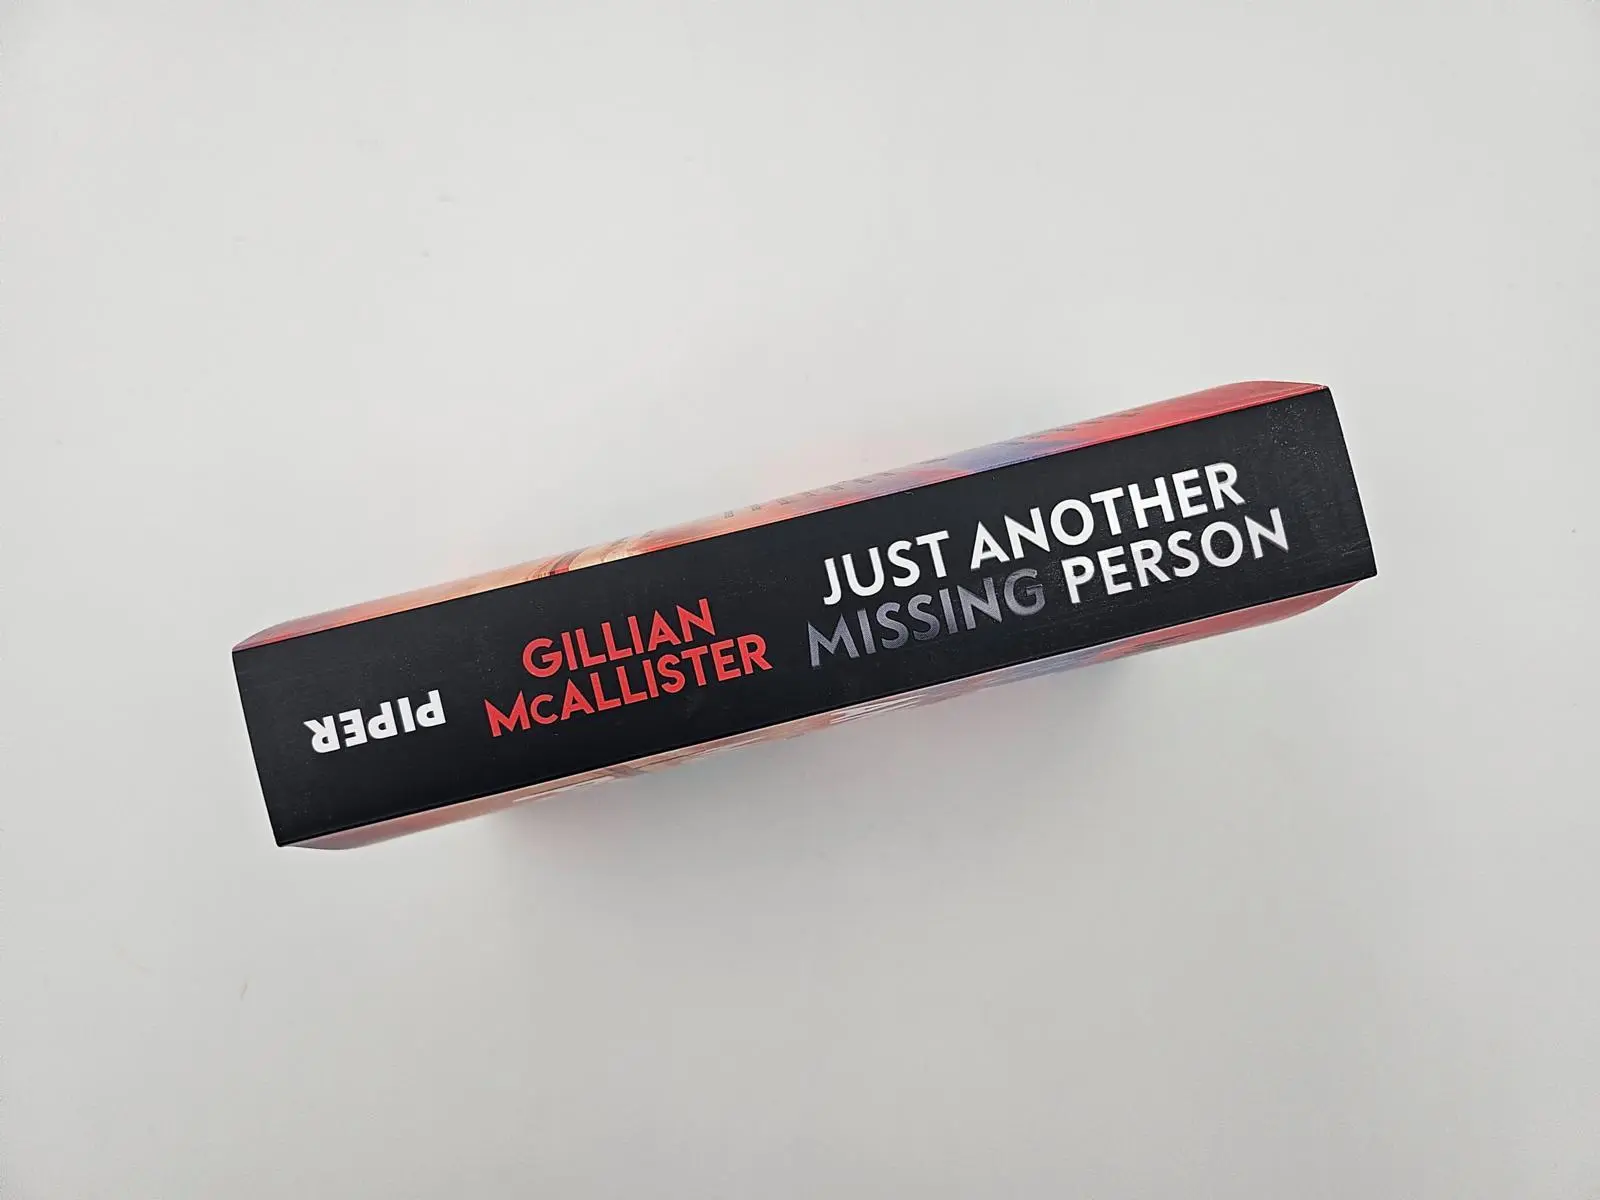 PIPER
GILLIAN
McALLISTER
JUST ANOTHER
MISSING PERSON